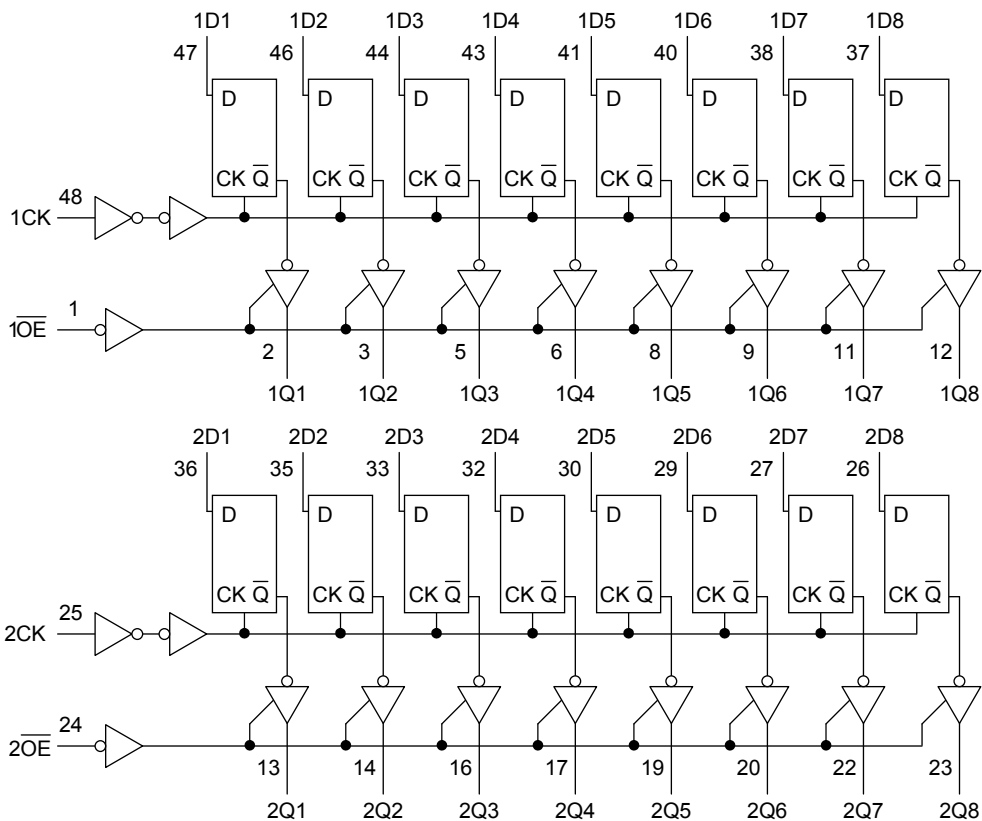 1D1 1D2 1D3 1D4 1D5 1D6 1D7 1D8
47 46 44 43 41 40 38 37
D D D D D D D D
CK Q̅ CK Q̅ CK Q̅ CK Q̅ CK Q̅ CK Q̅ CK Q̅ CK Q̅
48
1CK
1
1O̅E̅
2 3 5 6 8 9 11 12
1Q1 1Q2 1Q3 1Q4 1Q5 1Q6 1Q7 1Q8
2D1 2D2 2D3 2D4 2D5 2D6 2D7 2D8
36 35 33 32 30 29 27 26
D D D D D D D D
CK Q̅ CK Q̅ CK Q̅ CK Q̅ CK Q̅ CK Q̅ CK Q̅ CK Q̅
25
2CK
24
2O̅E̅
13 14 16 17 19 20 22 23
2Q1 2Q2 2Q3 2Q4 2Q5 2Q6 2Q7 2Q8